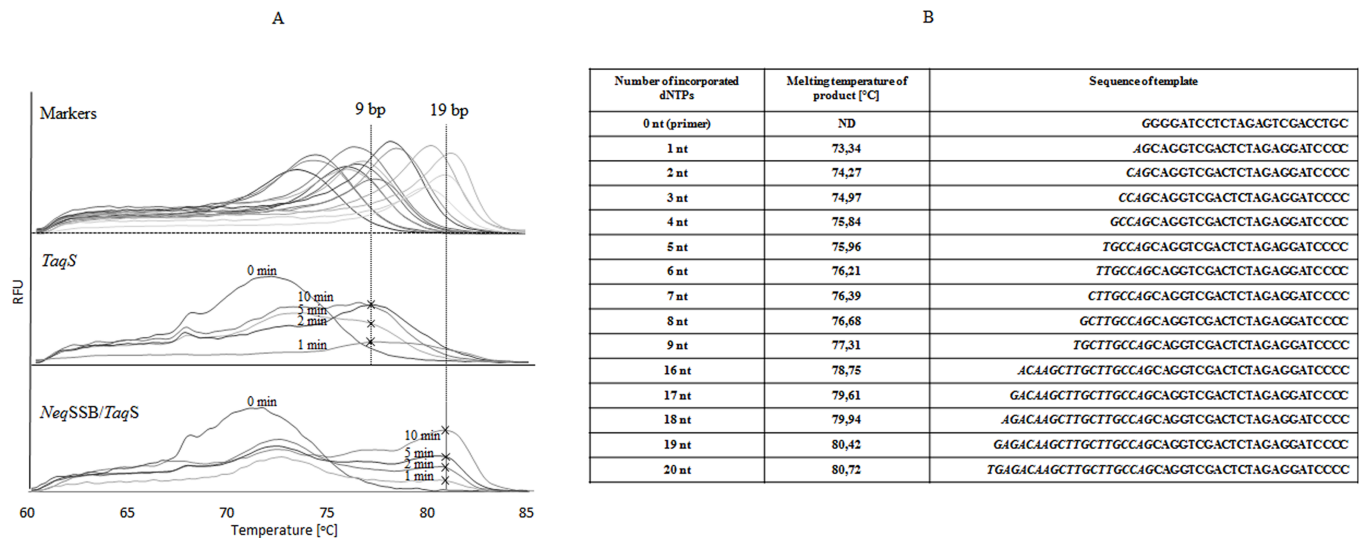 A
B
Markers
9 bp
19 bp
TaqS
0 min
10 min
5 min
2 min
1 min
NeqSSB/TaqS
0 min
10 min
5 min
2 min
1 min
RFU
60 65 70 75 80 85
Temperature [°C]
Number of incorporated dNTPs Melting temperature of product [°C] Sequence of template
0 nt (primer) ND GGGGATCCTCTAGAGTCGACCTGC
1 nt 73,34 AGCAGGTCGACTCTAGAGGATCCCC
2 nt 74,27 CAGCAGGTCGACTCTAGAGGATCCCC
3 nt 74,97 CCAGCAGGTCGACTCTAGAGGATCCCC
4 nt 75,84 GCCAGCAGGTCGACTCTAGAGGATCCCC
5 nt 75,96 TGCCAGCAGGTCGACTCTAGAGGATCCCC
6 nt 76,21 TTGCCAGCAGGTCGACTCTAGAGGATCCCC
7 nt 76,39 CTTGCCAGCAGGTCGACTCTAGAGGATCCCC
8 nt 76,68 GCTTGCCAGCAGGTCGACTCTAGAGGATCCCC
9 nt 77,31 TGCTTGCCAGCAGGTCGACTCTAGAGGATCCCC
16 nt 78,75 ACAAGCTTGCTTGCCAGCAGGTCGACTCTAGAGGATCCCC
17 nt 79,61 GACAAGCTTGCTTGCCAGCAGGTCGACTCTAGAGGATCCCC
18 nt 79,94 AGACAAGCTTGCTTGCCAGCAGGTCGACTCTAGAGGATCCCC
19 nt 80,42 GAGACAAGCTTGCTTGCCAGCAGGTCGACTCTAGAGGATCCCC
20 nt 80,72 TGAGACAAGCTTGCTTGCCAGCAGGTCGACTCTAGAGGATCCCC